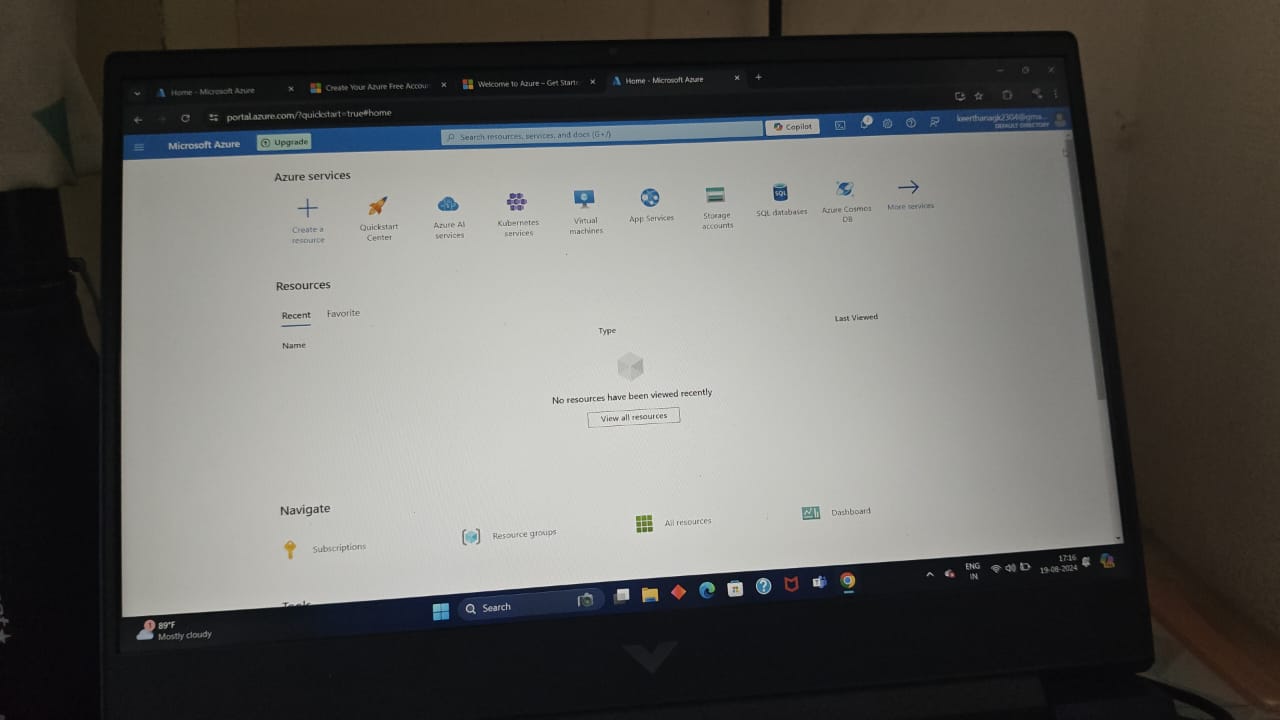 Home - Microsoft Azure
Create Your Azure Free Accou
Welcome to Azure – Get Starte
Home - Microsoft Azure
portal.azure.com/?quickstart=true#home
Microsoft Azure
Upgrade
Search resources, services, and docs (G+/)
Copilot
keerthanagk2304@gma...
DEFAULT DIRECTORY
Azure services
Create a
resource
Quickstart
Center
Azure AI
services
Kubernetes
services
Virtual
machines
App Services
Storage
accounts
SQL
SQL databases
Azure Cosmos
DB
More services
Resources
Recent
Favorite
Name
Type
Last Viewed
No resources have been viewed recently
View all resources
Navigate
Subscriptions
Resource groups
All resources
Dashboard
Tools
1
89°F
Mostly cloudy
Search
ENG
IN
17:16
19-08-2024